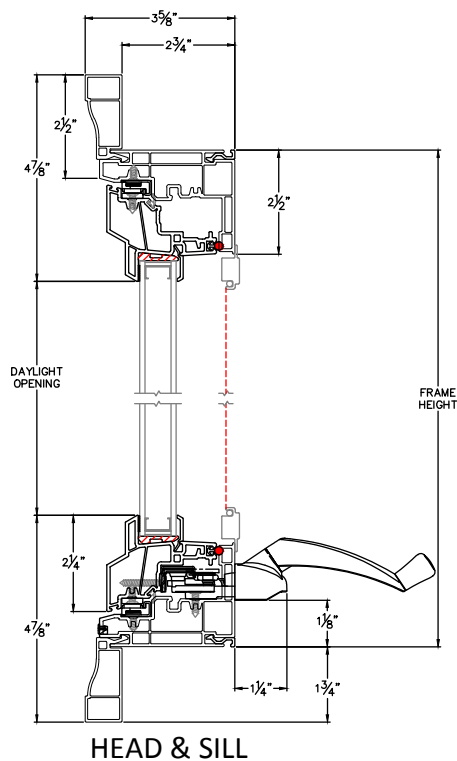 3⅝"
2¾"
2½"
4⅞"
2½"
DAYLIGHT
OPENING
FRAME
HEIGHT
2¼"
4⅞"
1⅛"
1¼"
1¾"
HEAD & SILL